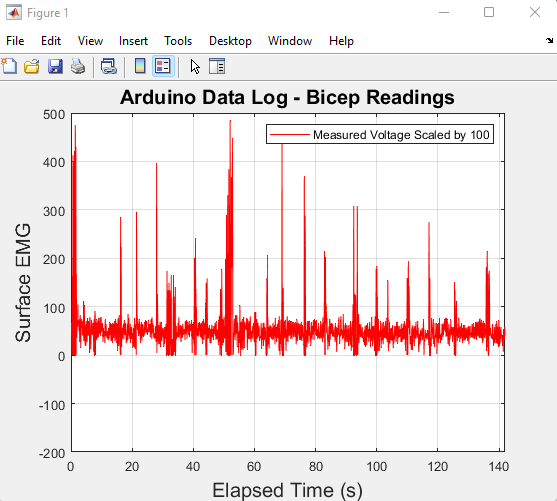 Figure 1
File Edit View Insert Tools Desktop Window Help
Arduino Data Log - Bicep Readings
Measured Voltage Scaled by 100
Surface EMG
500
400
300
200
100
0
-100
-200
0 20 40 60 80 100 120 140
Elapsed Time (s)